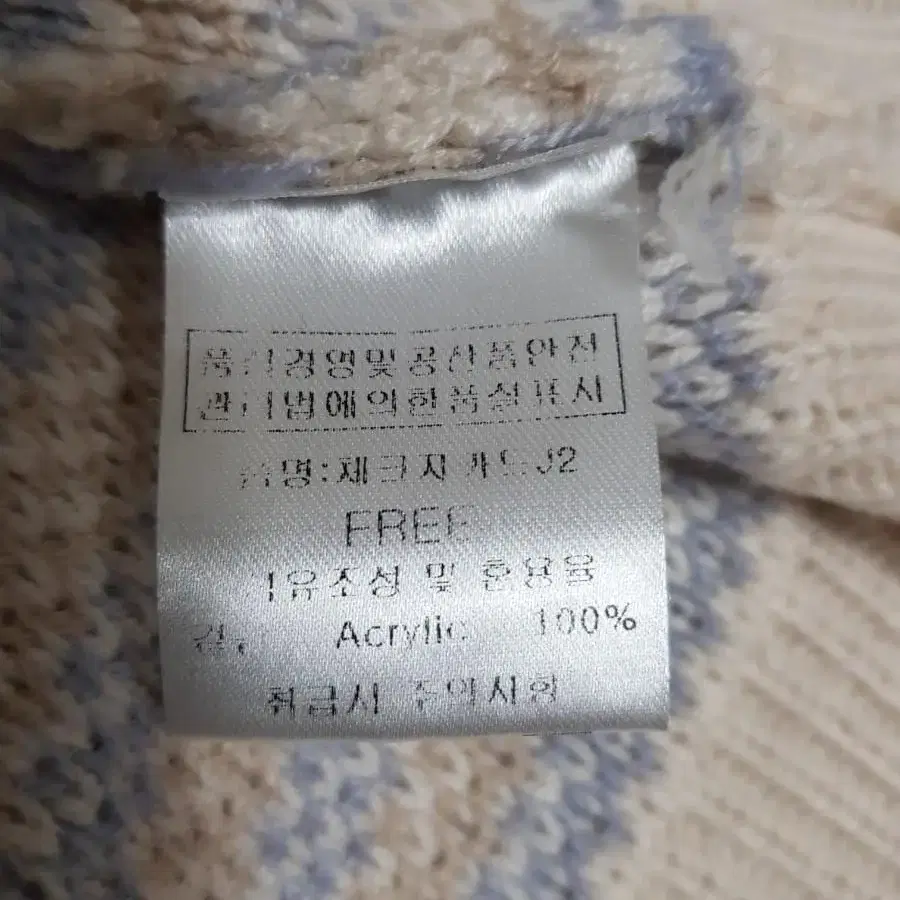 품질경영및공산품안전
관리법에의한품질표시
품명:체크지가드J2
FREE
섬유조성 및 혼용율
겉감 Acrylic 100%
취급시 주의사항